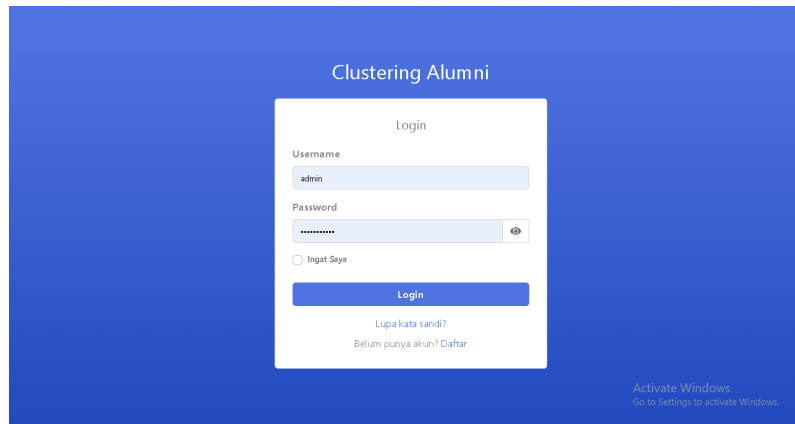 Clustering Alumni
Login
Username
admin
Password
Ingat Saya
Login
Lupa kata sandi?
Belum punya akun? Daftar
Activate Windows
Go to Settings to activate Windows.